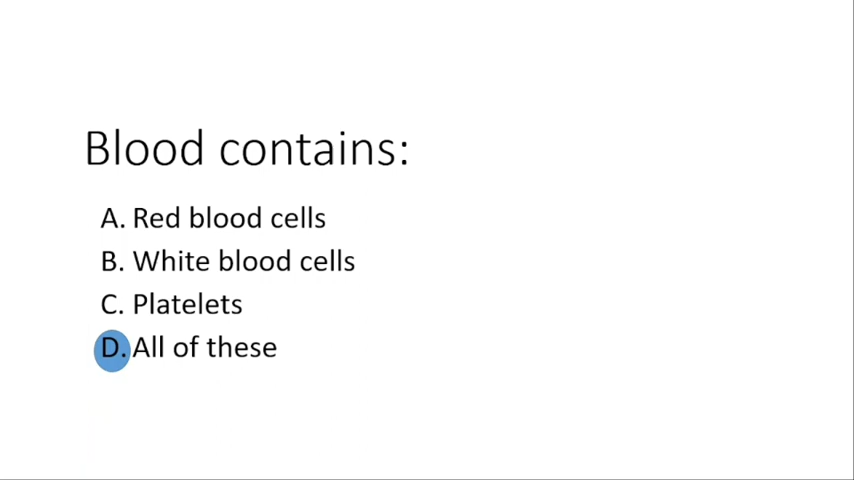 Blood contains:
A. Red blood cells
B. White blood cells
C. Platelets
D. All of these